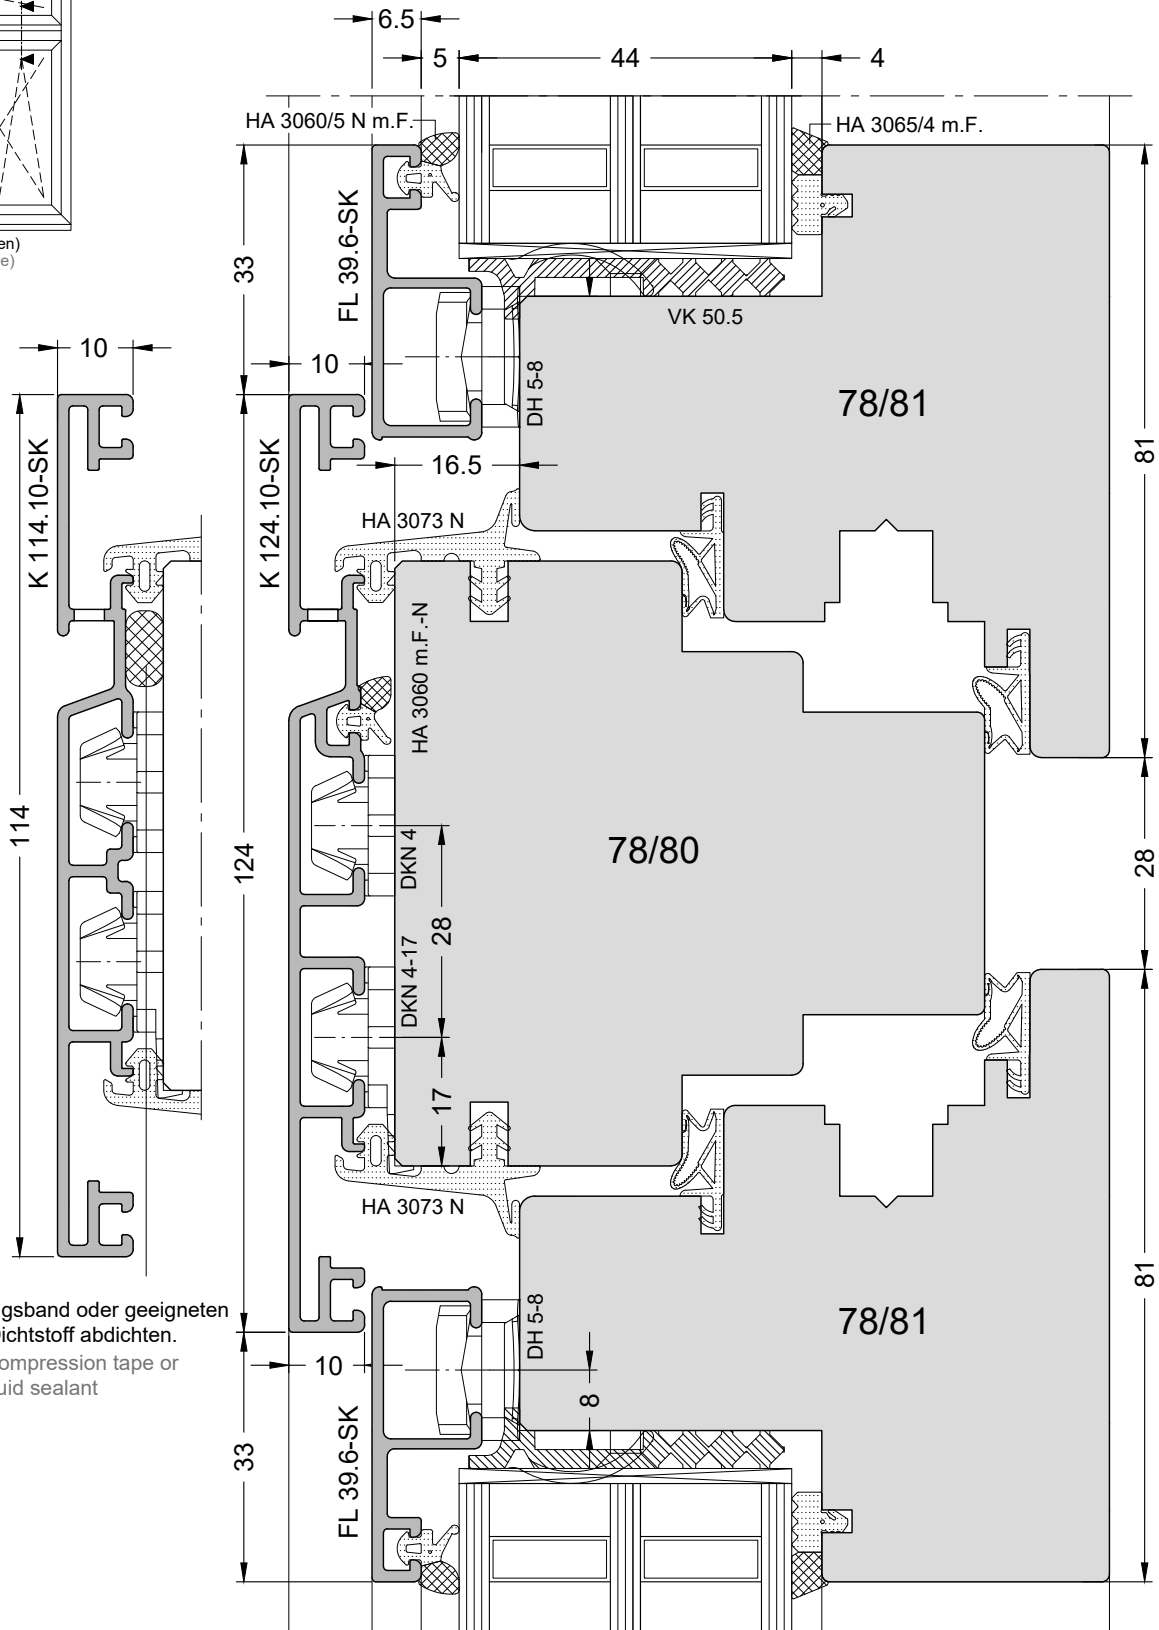 6.5
5
44
4
HA 3060/5 N m.F.
HA 3065/4 m.F.
en)
e)
33
FL 39.6-SK
VK 50.5
10
10
DH 5-8
78/81
81
K 114.10-SK
K 124.10-SK
16.5
HA 3073 N
HA 3060 m.F.-N
114
124
78/80
28
DKN 4
28
DKN 4-17
17
HA 3073 N
gsband oder geeigneten
Dichtstoff abdichten.
ompression tape or
uid sealant
DH 5-8
78/81
81
10
8
33
FL 39.6-SK